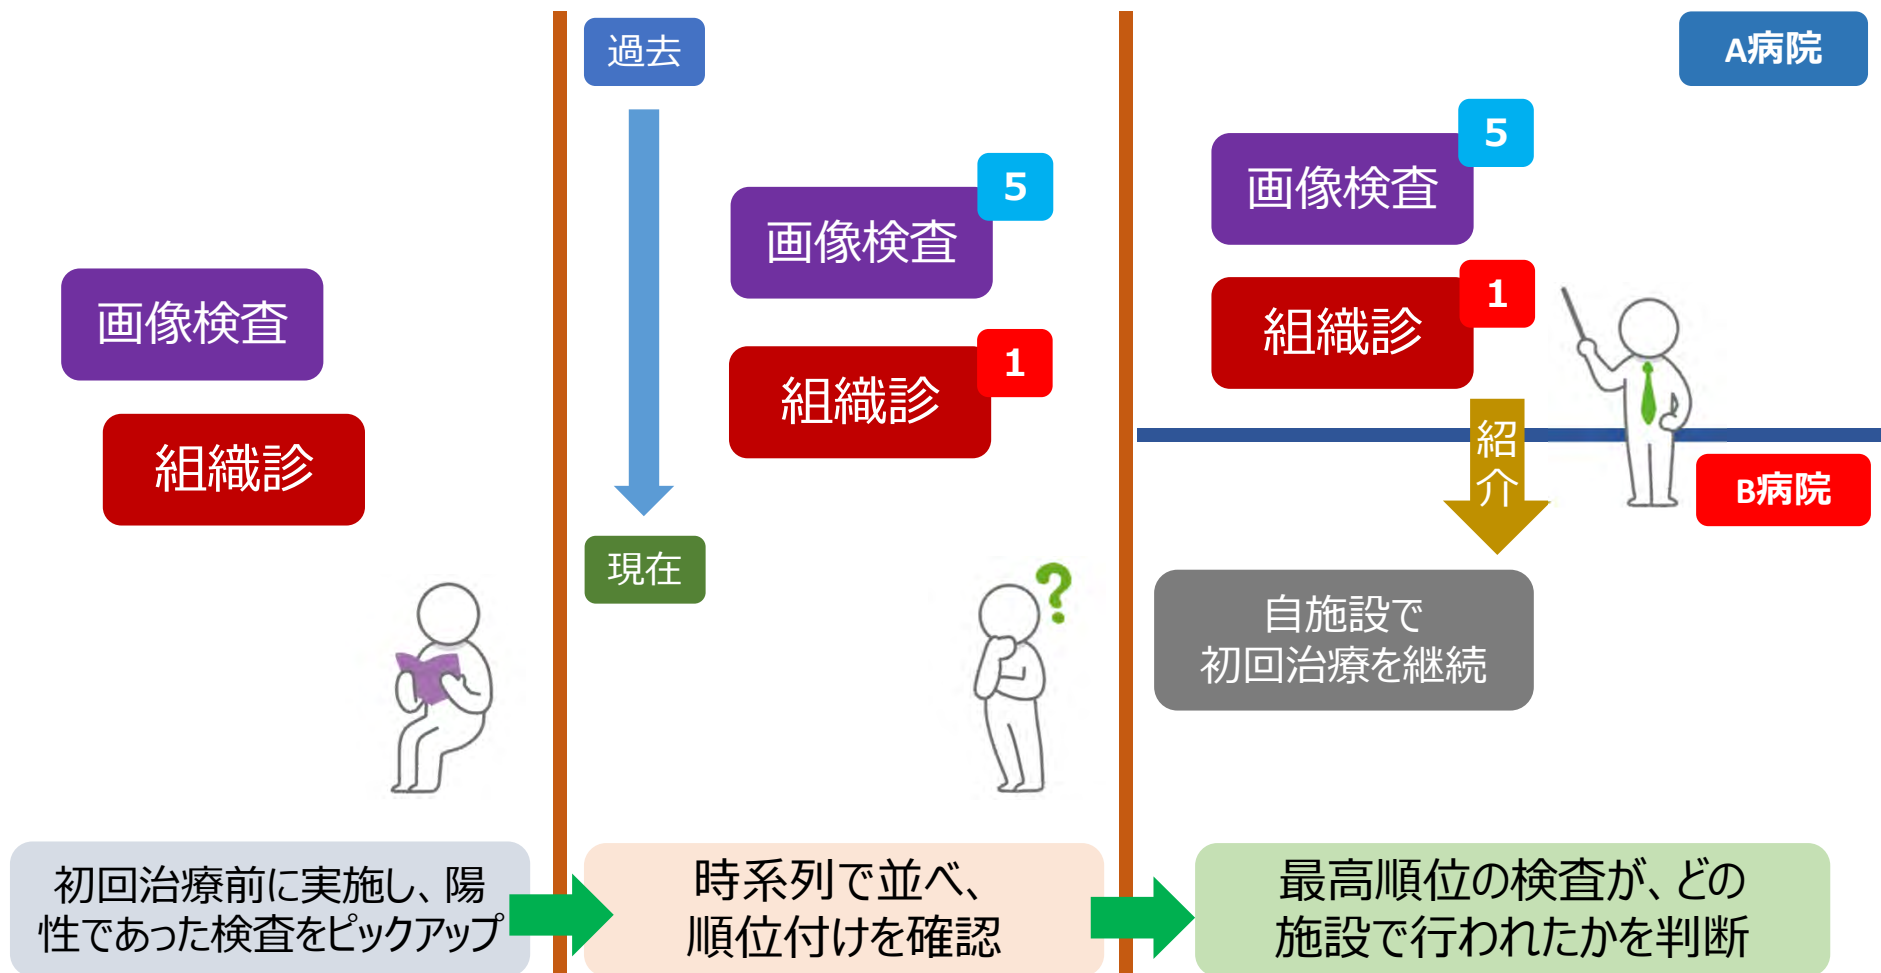 画像検査
組織診
初回治療前に実施し、陽
性であった検査をピックアップ
過去
5
画像検査
1
組織診
現在
?
時系列で並べ、
順位付けを確認
A病院
5
画像検査
1
組織診
紹
介
B病院
自施設で
初回治療を継続
最高順位の検査が、どの
施設で行われたかを判断